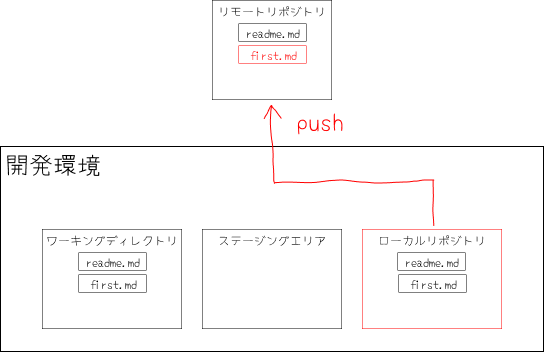 リモートリポジトリ
readme.md
first.md
push
開発環境
ワーキングディレクトリ
readme.md
first.md
ステージングエリア
ローカルリポジトリ
readme.md
first.md